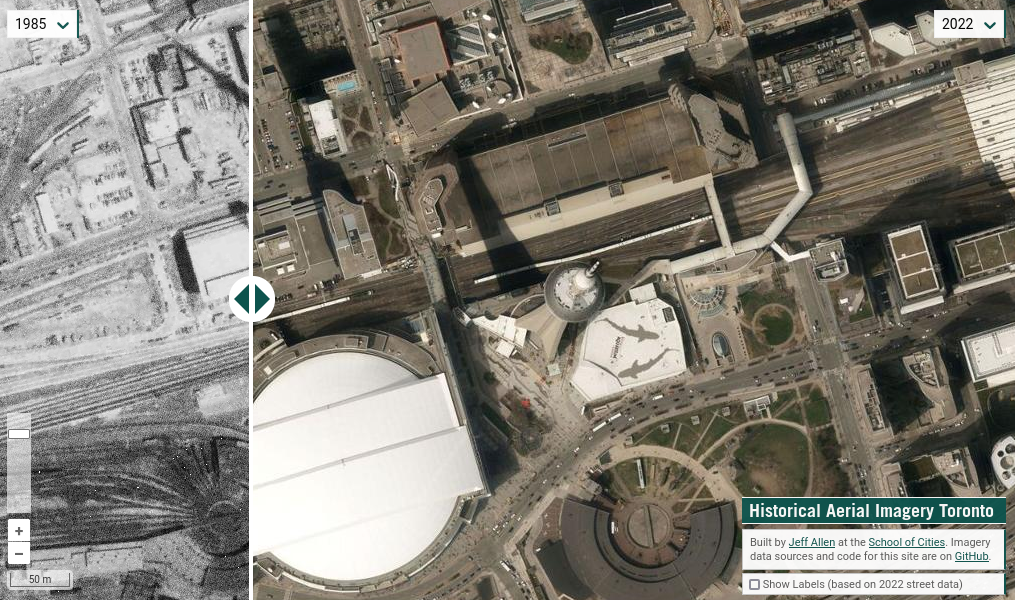 1985
2022
Historical Aerial Imagery Toronto
Built by Jeff Allen at the School of Cities. Imagery
data sources and code for this site are on GitHub.
Show Labels (based on 2022 street data)
+
−
50 m